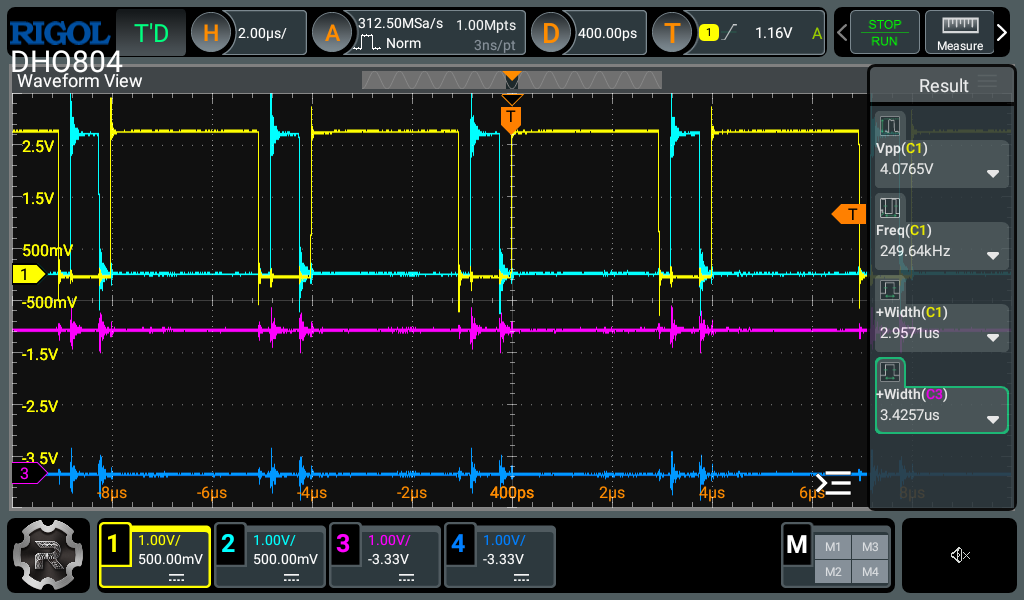 RIGOL
DHO804
T'D
H
2.00µs/
A
312.50MSa/s
1.00Mpts
Norm
3ns/pt
D
400.00ps
T
1
1.16V
A
STOP
RUN
Measure
Waveform View
T
2.5V
1.5V
500mV
1
-500mV
-1.5V
-2.5V
-3.5V
3
T
-8µs
-6µs
-4µs
-2µs
400ps
2µs
4µs
6µs
8µs
Result
Vpp(C1)
4.0765V
Freq(C1)
249.64kHz
+Width(C1)
2.9571us
+Width(C3)
3.4257us
R
1
1.00V/
500.00mV
2
1.00V/
500.00mV
3
1.00V/
-3.33V
4
1.00V/
-3.33V
M
M1
M3
M2
M4